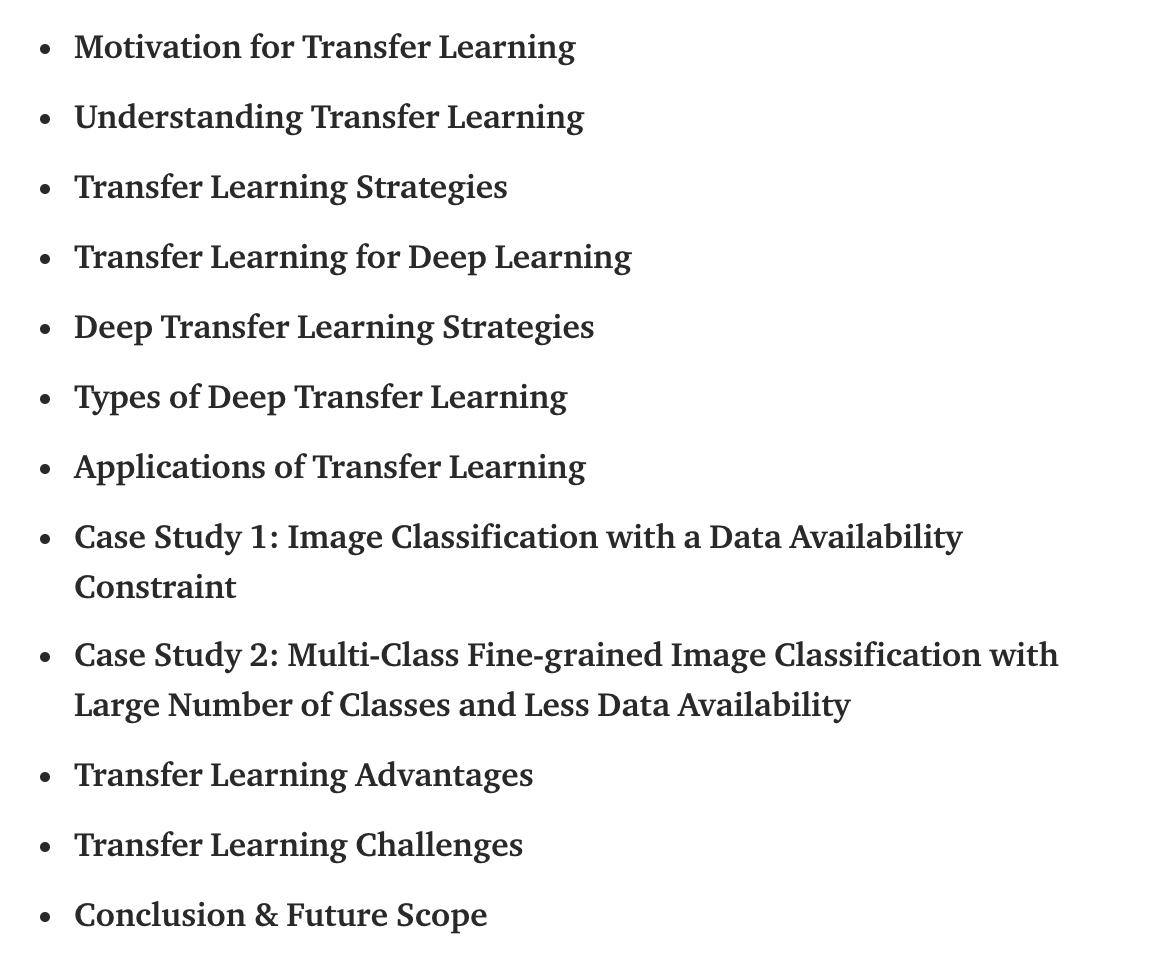 • Motivation for Transfer Learning
• Understanding Transfer Learning
• Transfer Learning Strategies
• Transfer Learning for Deep Learning
• Deep Transfer Learning Strategies
• Types of Deep Transfer Learning
• Applications of Transfer Learning
• Case Study 1: Image Classification with a Data Availability
Constraint
• Case Study 2: Multi-Class Fine-grained Image Classification with
Large Number of Classes and Less Data Availability
• Transfer Learning Advantages
• Transfer Learning Challenges
• Conclusion & Future Scope